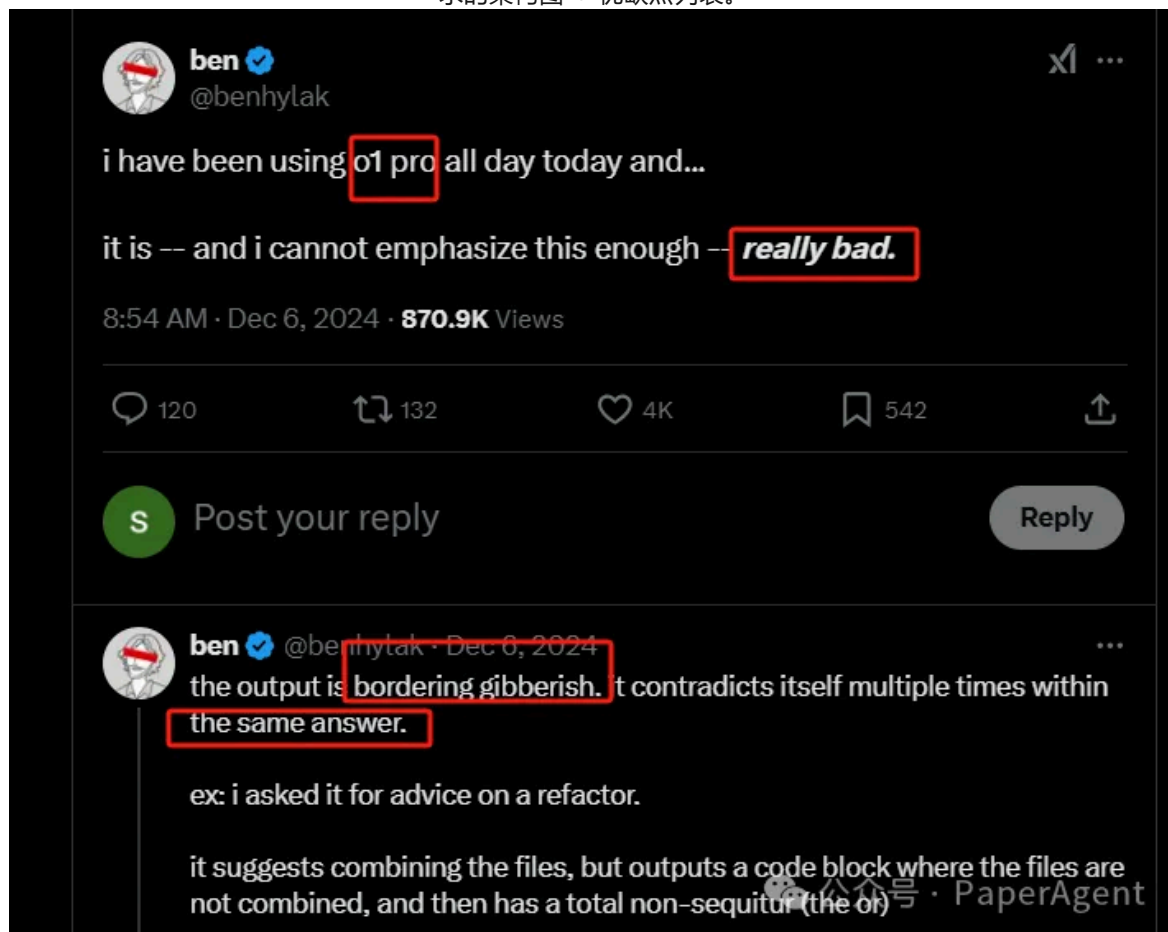 ben
@benhylak
i have been using o1 pro all day today and...
it is -- and i cannot emphasize this enough -- really bad.
8:54 AM · Dec 6, 2024 · 870.9K Views
120 132 4K 542
S Post your reply Reply
ben @benhylak · Dec 6, 2024
the output is bordering gibberish. it contradicts itself multiple times within
the same answer.
ex: i asked it for advice on a refactor.
it suggests combining the files, but outputs a code block where the files are
not combined, and then has a total non-sequitur (the or)
公众号 · PaperAgent